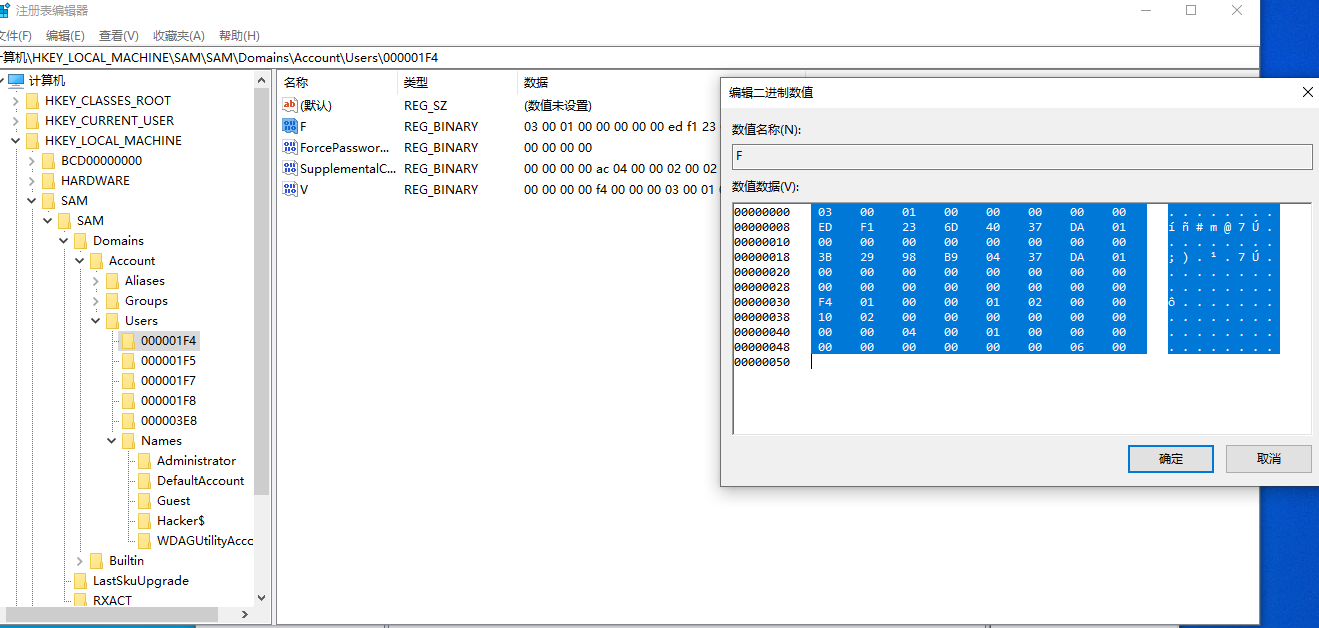 注册表编辑器
文件(F) 编辑(E) 查看(V) 收藏夹(A) 帮助(H)
计算机\HKEY_LOCAL_MACHINE\SAM\SAM\Domains\Account\Users\000001F4
计算机
HKEY_CLASSES_ROOT
HKEY_CURRENT_USER
HKEY_LOCAL_MACHINE
BCD00000000
HARDWARE
SAM
SAM
Domains
Account
Aliases
Groups
Users
000001F4
000001F5
000001F7
000001F8
000003E8
Names
Administrator
DefaultAccount
Guest
Hacker$
WDAGUtilityAcc
Builtin
LastSkuUpgrade
RXACT
名称 类型 数据
(默认) REG_SZ (数值未设置)
F REG_BINARY 03 00 01 00 00 00 00 00 ed f1 23
ForcePasswor... REG_BINARY 00 00 00 00
SupplementalC... REG_BINARY 00 00 00 00 ac 04 00 00 02 00 02
V REG_BINARY 00 00 00 00 f4 00 00 00 03 00 01
编辑二进制数值
数值名称(N):
F
数值数据(V):
00000000 03 00 01 00 00 00 00 00 . . . . . . . .
00000008 ED F1 23 6D 40 37 DA 01 í ñ # m @ 7 Ú .
00000010 00 00 00 00 00 00 00 00 . . . . . . . .
00000018 3B 29 98 B9 04 37 DA 01 ; ) . ¹ . 7 Ú .
00000020 00 00 00 00 00 00 00 00 . . . . . . . .
00000028 00 00 00 00 00 00 00 00 . . . . . . . .
00000030 F4 01 00 00 01 02 00 00 ô . . . . . . .
00000038 10 02 00 00 00 00 00 00 . . . . . . . .
00000040 00 00 04 00 01 00 00 00 . . . . . . . .
00000048 00 00 00 00 00 00 06 00 . . . . . . . .
00000050
确定 取消